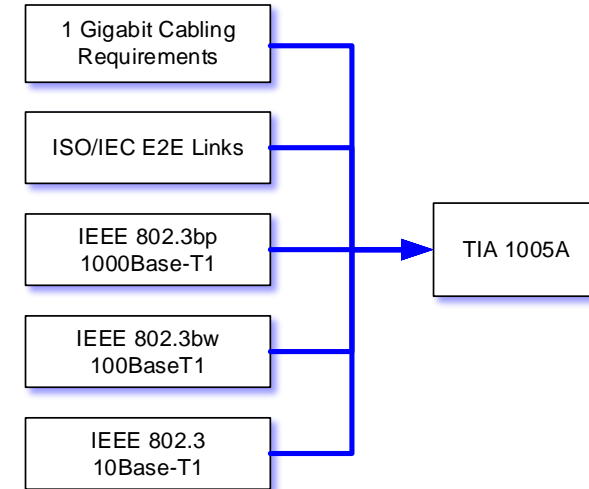 1 Gigabit Cabling
Requirements
ISO/IEC E2E Links
IEEE 802.3bp
1000Base-T1
TIA 1005A
IEEE 802.3bw
100BaseT1
IEEE 802.3
10Base-T1